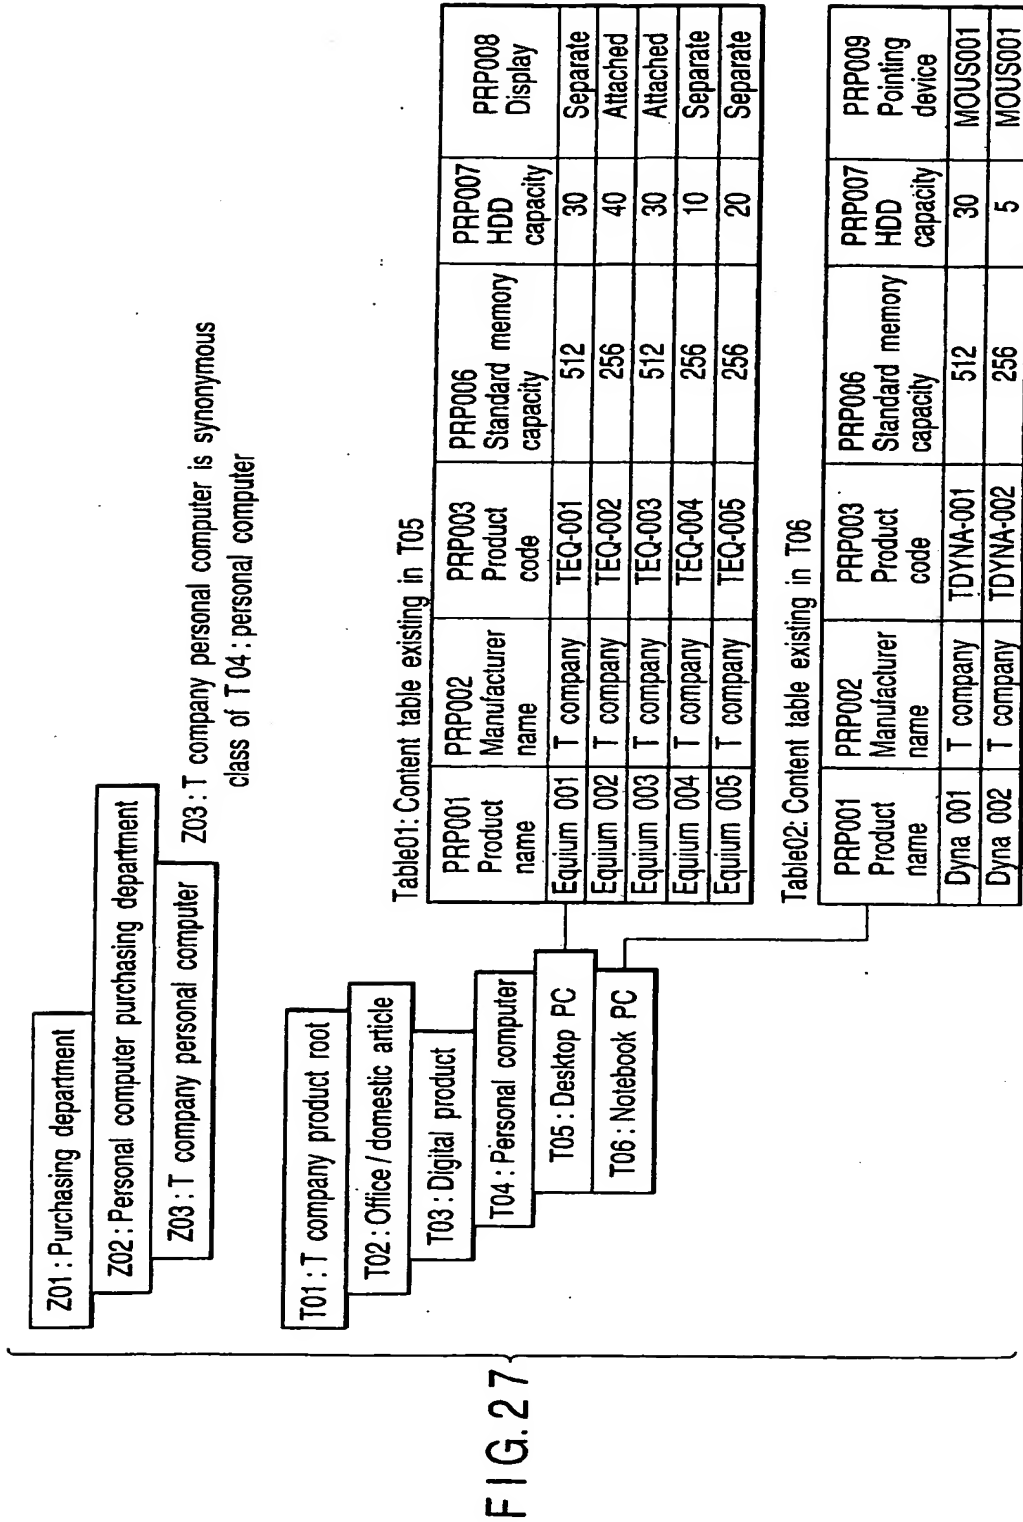 Z01 : Purchasing department
Z02 : Personal computer purchasing department
Z03 : T company personal computer
Z03 : T company personal computer is synonymous
class of T 04 : personal computer
T01 : T company product root
T02 : Office / domestic article
T03 : Digital product
T04 : Personal computer
T05 : Desktop PC
T06 : Notebook PC
Table01: Content table existing in T05
PRP001 Product name | PRP002 Manufacturer name | PRP003 Product code | PRP006 Standard memory capacity | PRP007 HDD capacity | PRP008 Display
Equium 001 | T company | TEQ-001 | 512 | 30 | Separate
Equium 002 | T company | TEQ-002 | 256 | 40 | Attached
Equium 003 | T company | TEQ-003 | 512 | 30 | Attached
Equium 004 | T company | TEQ-004 | 256 | 10 | Separate
Equium 005 | T company | TEQ-005 | 256 | 20 | Separate
Table02: Content table existing in T06
PRP001 Product name | PRP002 Manufacturer name | PRP003 Product code | PRP006 Standard memory capacity | PRP007 HDD capacity | PRP009 Pointing device
Dyna 001 | T company | TDYNA-001 | 512 | 30 | MOUS001
Dyna 002 | T company | TDYNA-002 | 256 | 5 | MOUS001
FIG. 27